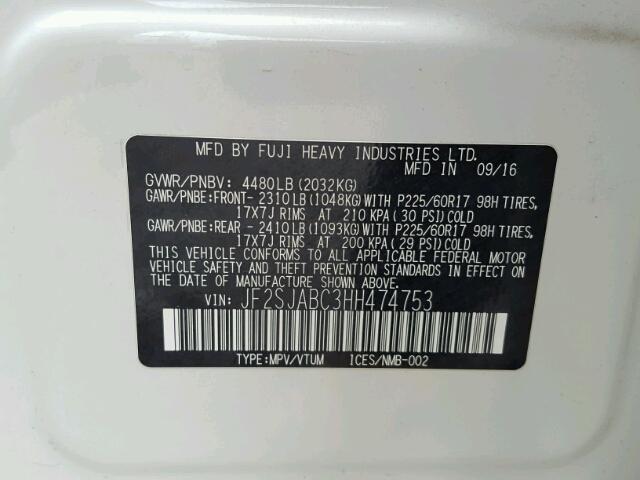 MFD BY FUJI HEAVY INDUSTRIES LTD.
MFD IN 09/16
GVWR/PNBV: 4480LB(2032KG)
GAWR/PNBE:FRONT-2310LB(1048KG)WITH P225/60R17 98H TIRES,
17X7J RIMS AT 210 KPA (30 PSI)COLD
GAWR/PNBE:REAR -2410LB(1093KG)WITH P225/60R17 98H TIRES,
17X7J RIMS AT 200 KPA (29 PSI)COLD
THIS VEHICLE CONFORMS TO ALL APPLICABLE FEDERAL MOTOR
VEHICLE SAFETY AND THEFT PREVENTION STANDARDS IN EFFECT ON
THE DATE OF MANUFACTURE SHOWN ABOVE.
VIN: JF2SJABC3HH474753
TYPE:MPV/VTUM ICES/NMB-002